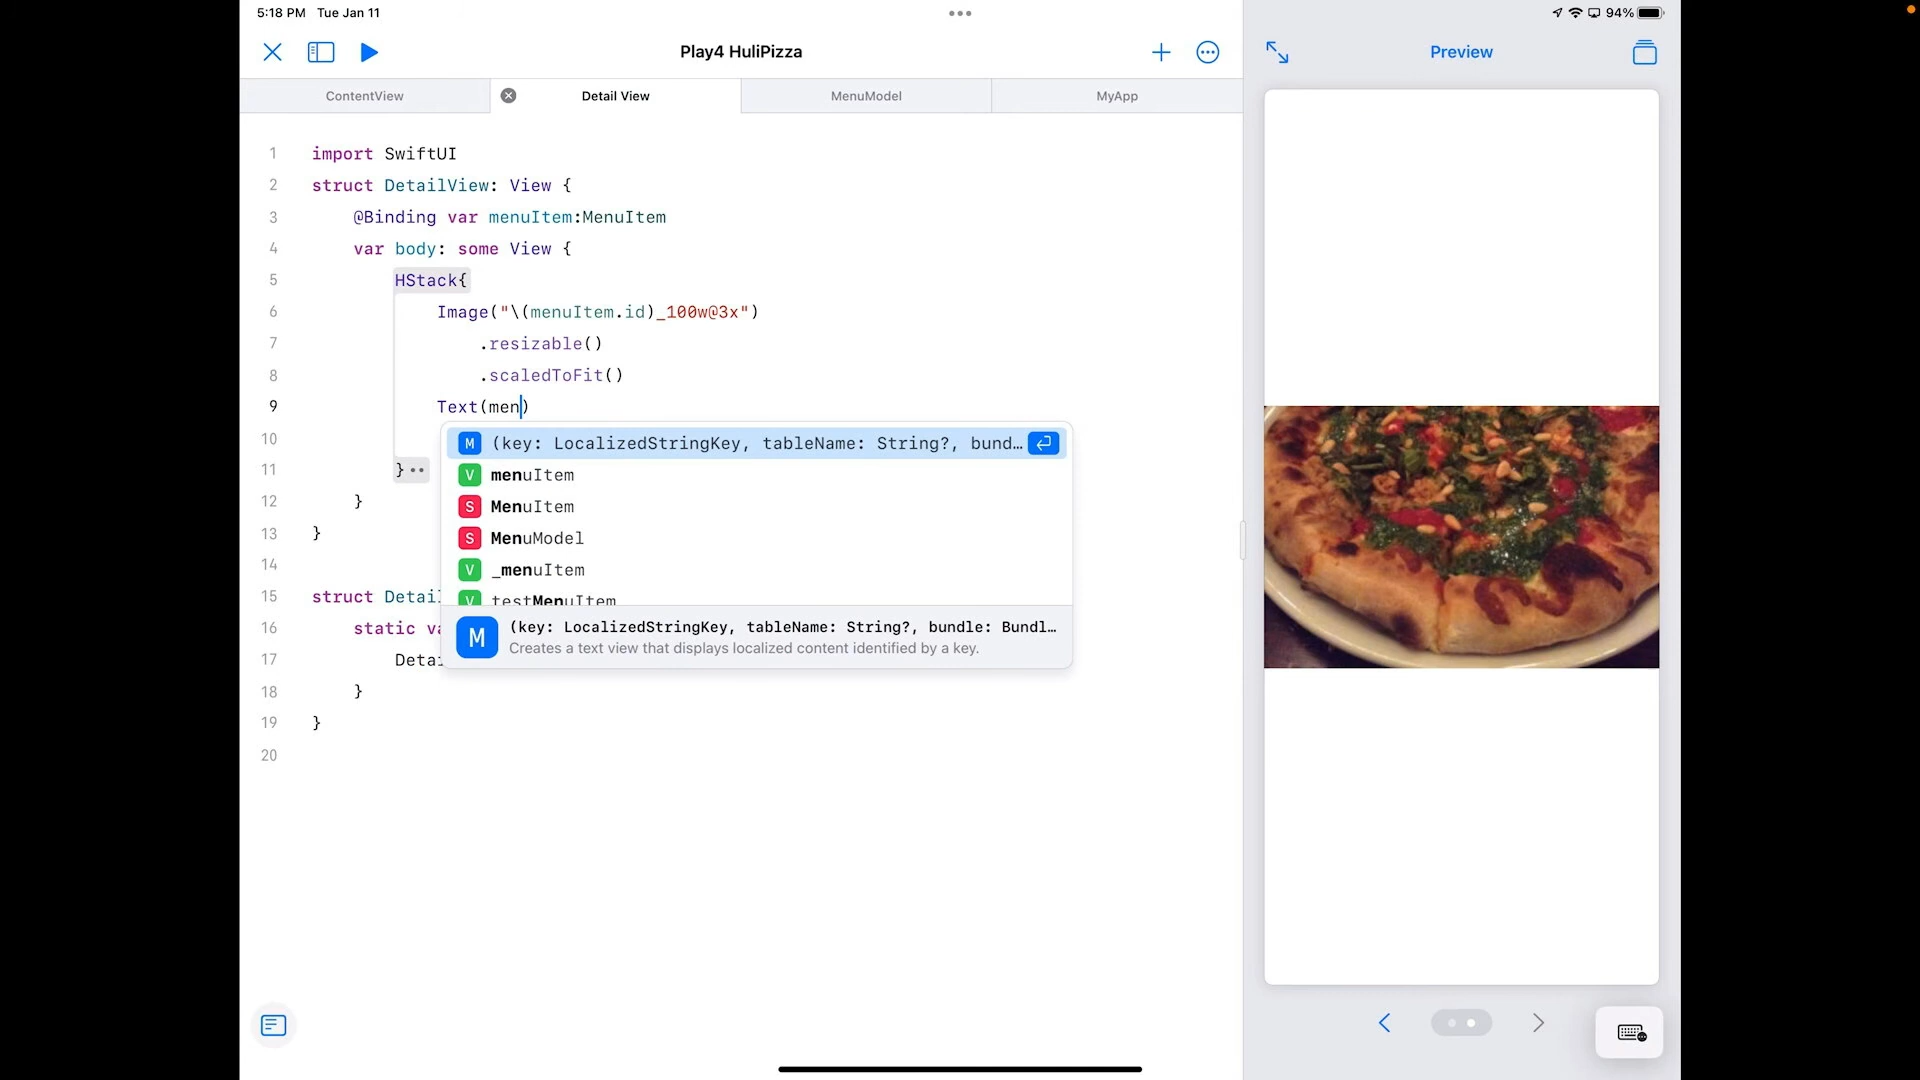 5:18 PM Tue Jan 11
94%
Play4 HuliPizza
Preview
ContentView
Detail View
MenuModel
MyApp
1 import SwiftUI
2 struct DetailView: View {
3 @Binding var menuItem:MenuItem
4 var body: some View {
5 HStack{
6 Image("\(menuItem.id)_100w@3x")
7 .resizable()
8 .scaledToFit()
9 Text(men)
10
11 }
12 }
13 }
14
15 struct Detail
16 static va
17 Detai
18 }
19 }
20
M (key: LocalizedStringKey, tableName: String?, bund…
V menuItem
S MenuItem
S MenuModel
V _menuItem
V testMenuItem
M (key: LocalizedStringKey, tableName: String?, bundle: Bundl…
Creates a text view that displays localized content identified by a key.